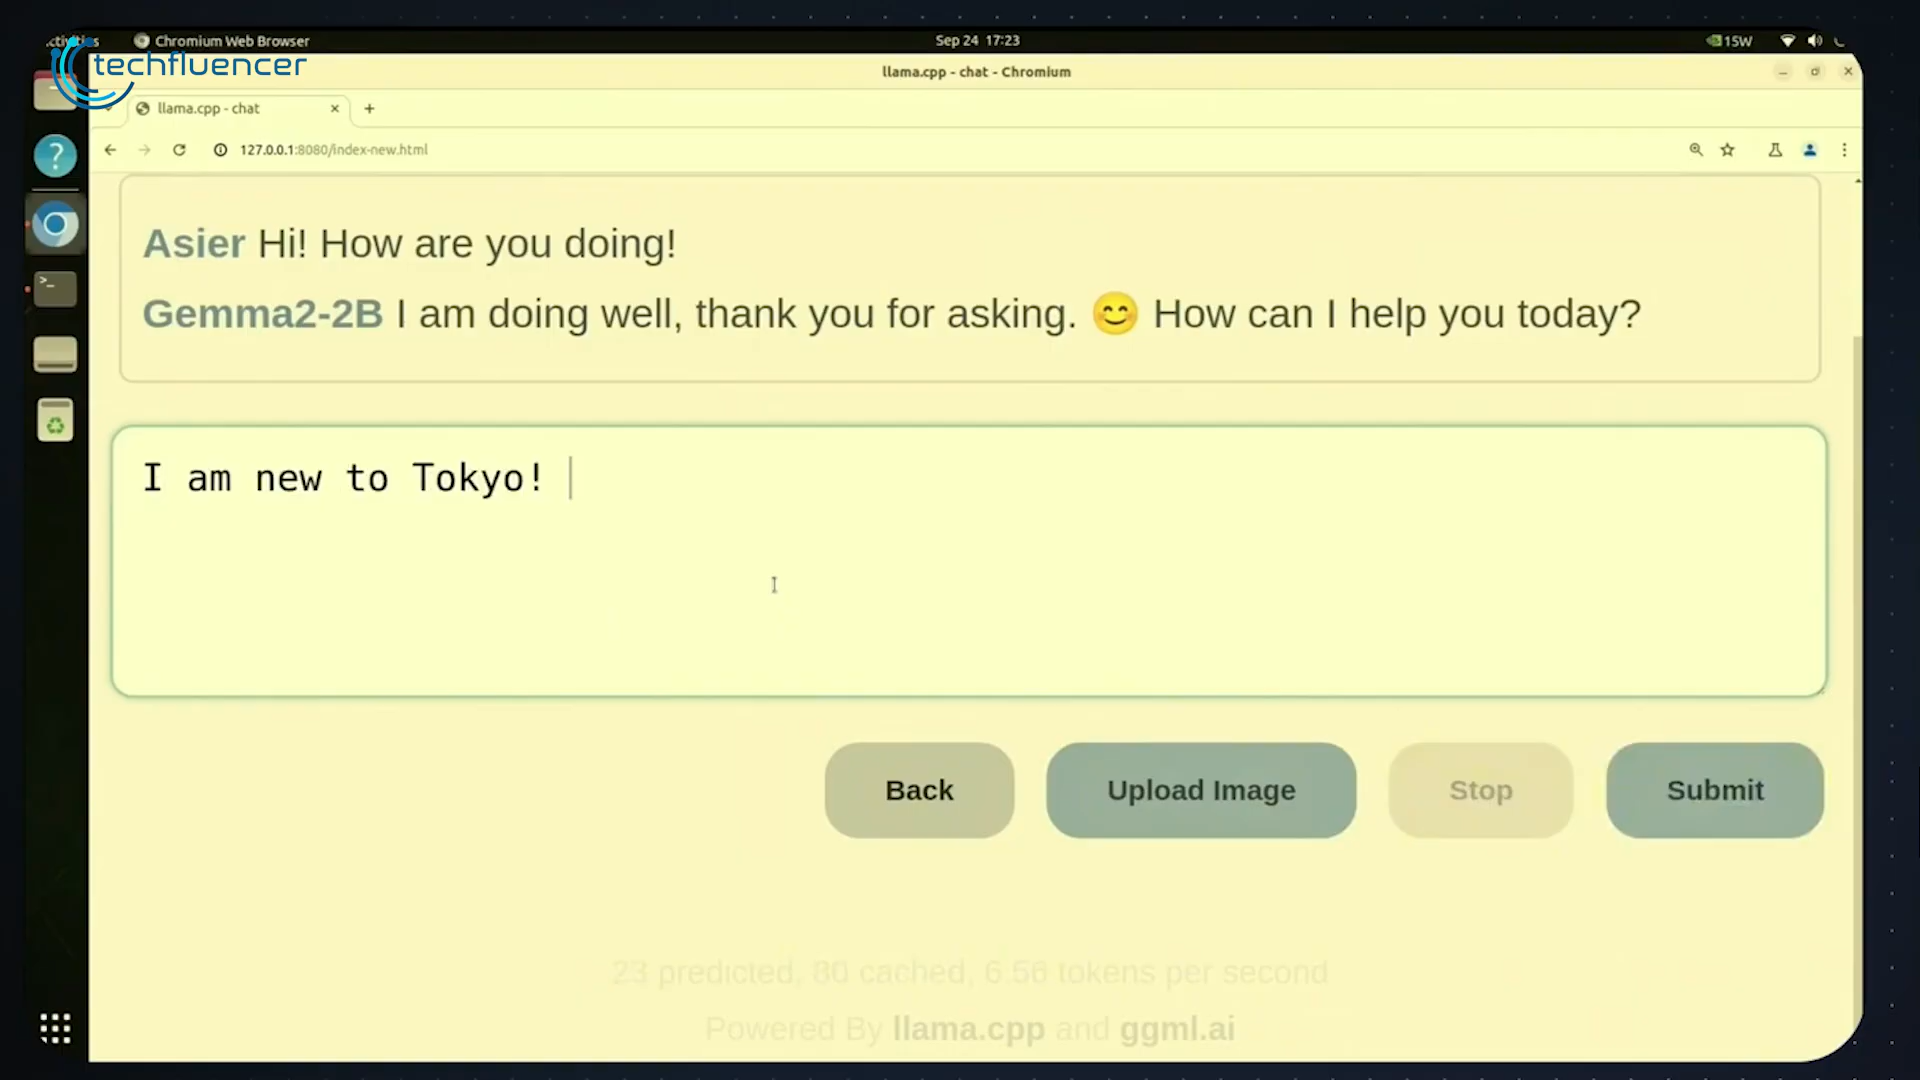 Chromium Web Browser
Sep 24 17:23
15W
techfluencer
llama.cpp - chat - Chromium
llama.cpp - chat
127.0.0.1:8080/index-new.html
Asier Hi! How are you doing!
Gemma2-2B I am doing well, thank you for asking. 😊 How can I help you today?
I am new to Tokyo!
Back
Upload Image
Stop
Submit
23 predicted, 80 cached, 6.56 tokens per second
Powered By llama.cpp and ggml.ai